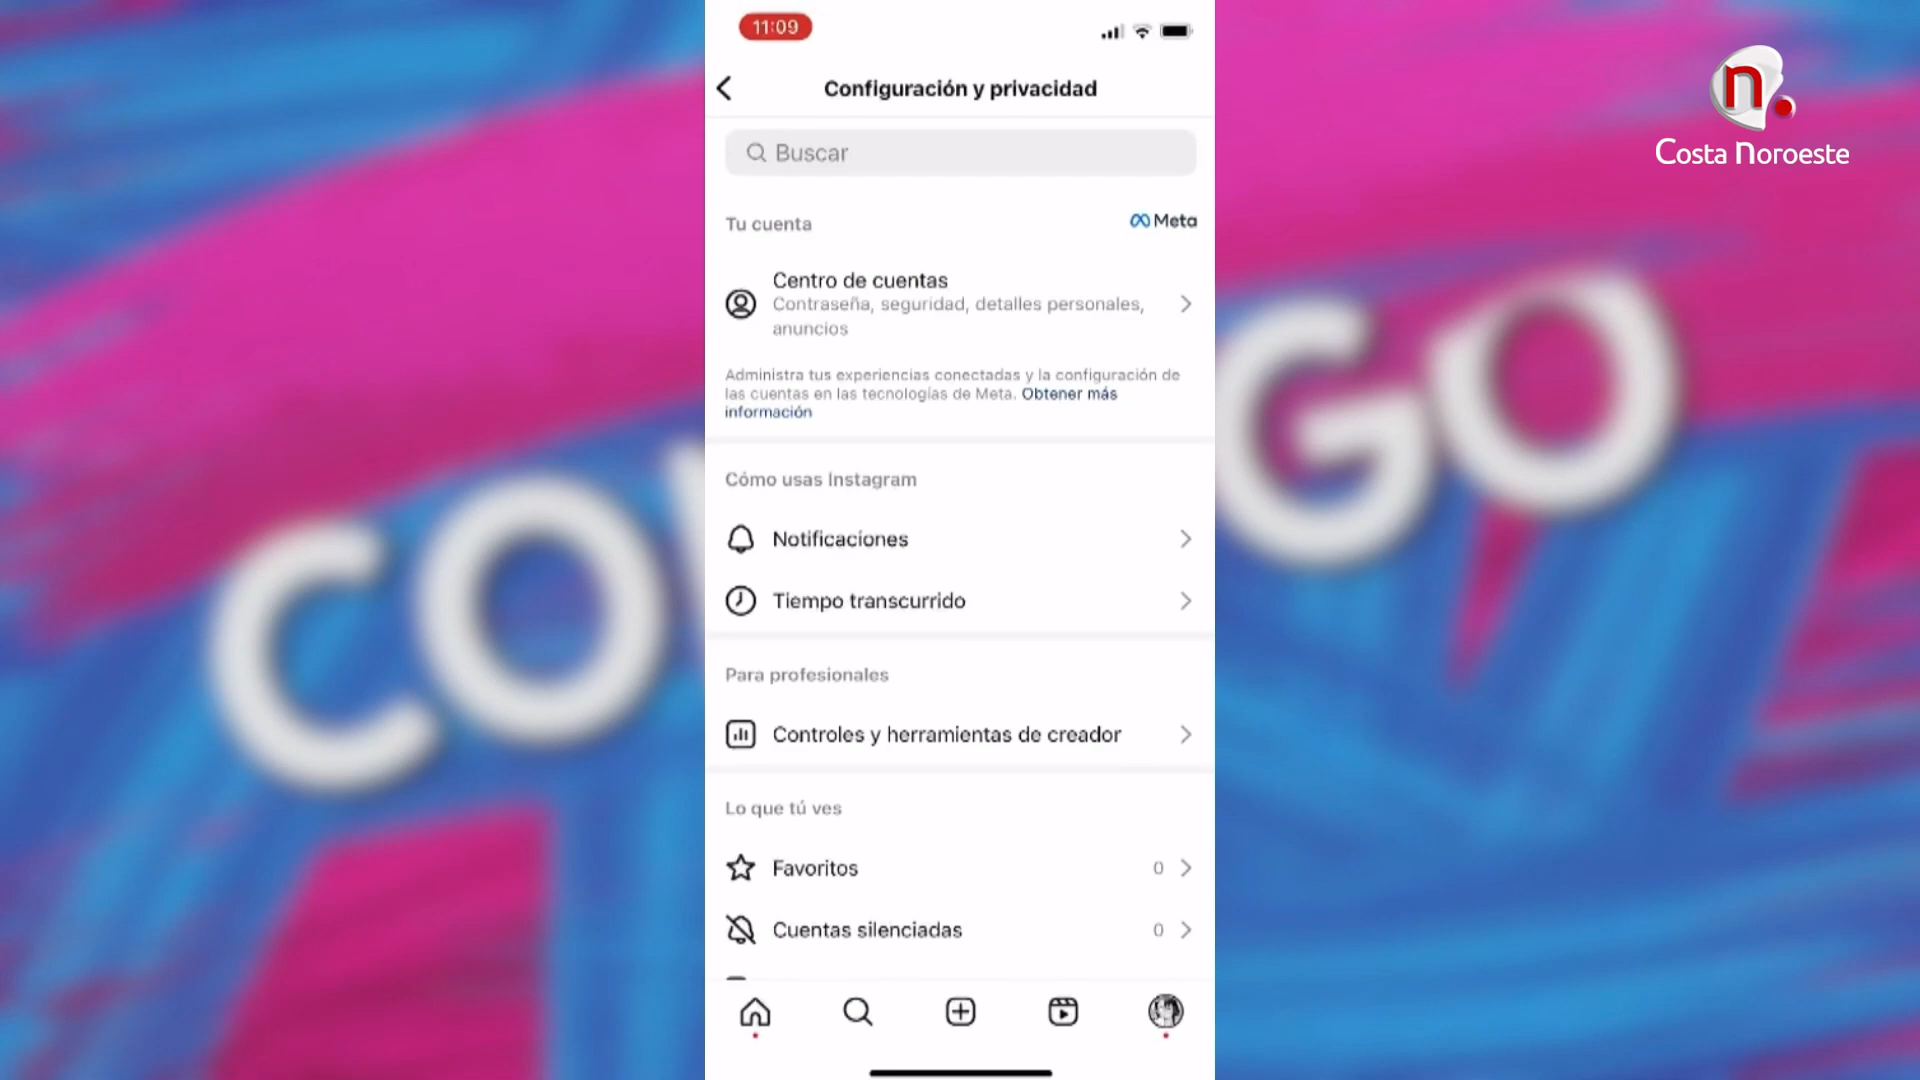 11:09
Configuración y privacidad
Buscar
Tu cuenta
Meta
Centro de cuentas
Contraseña, seguridad, detalles personales,
anuncios
Administra tus experiencias conectadas y la configuración de
las cuentas en las tecnologías de Meta. Obtener más
información
Cómo usas Instagram
Notificaciones
Tiempo transcurrido
Para profesionales
Controles y herramientas de creador
Lo que tú ves
Favoritos 0
Cuentas silenciadas 0
n.
Costa noroeste
CO
GO